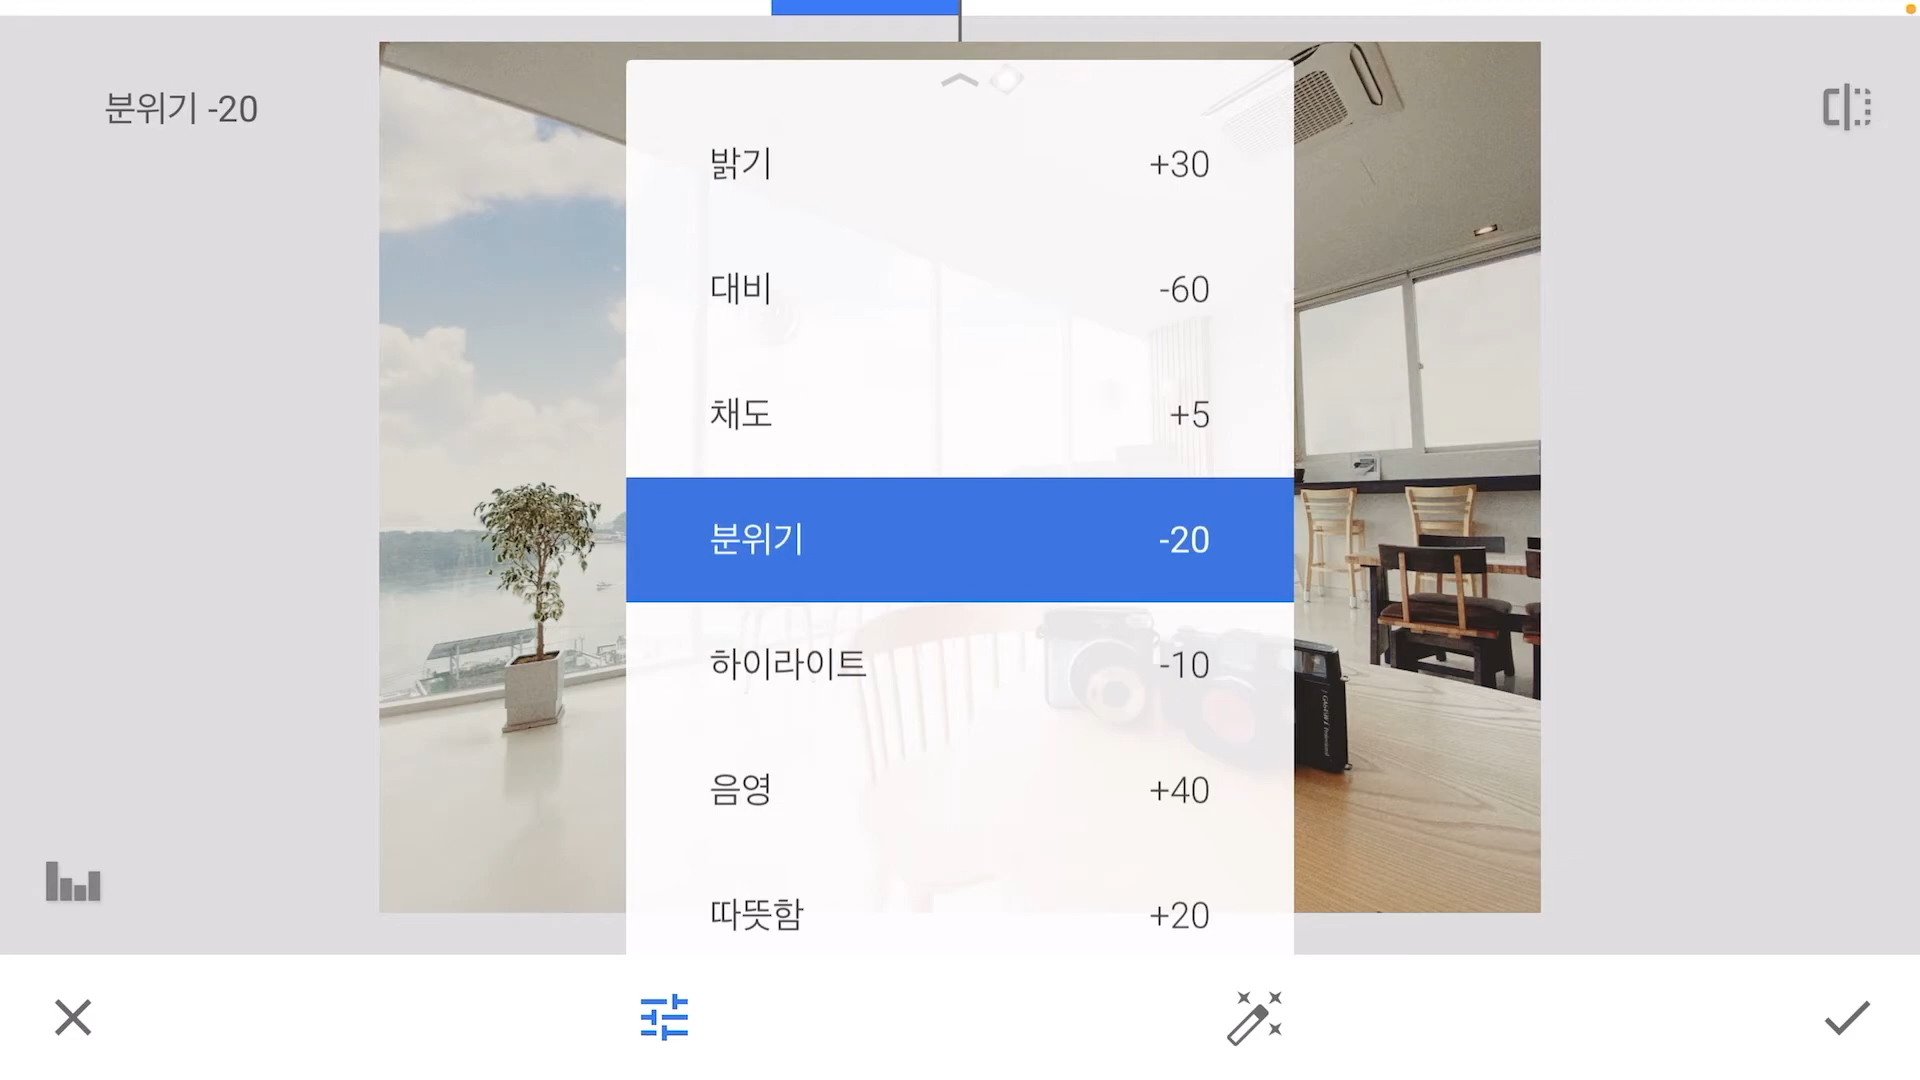 분위기 -20
밝기 +30
대비 -60
채도 +5
분위기 -20
하이라이트 -10
음영 +40
따뜻함 +20